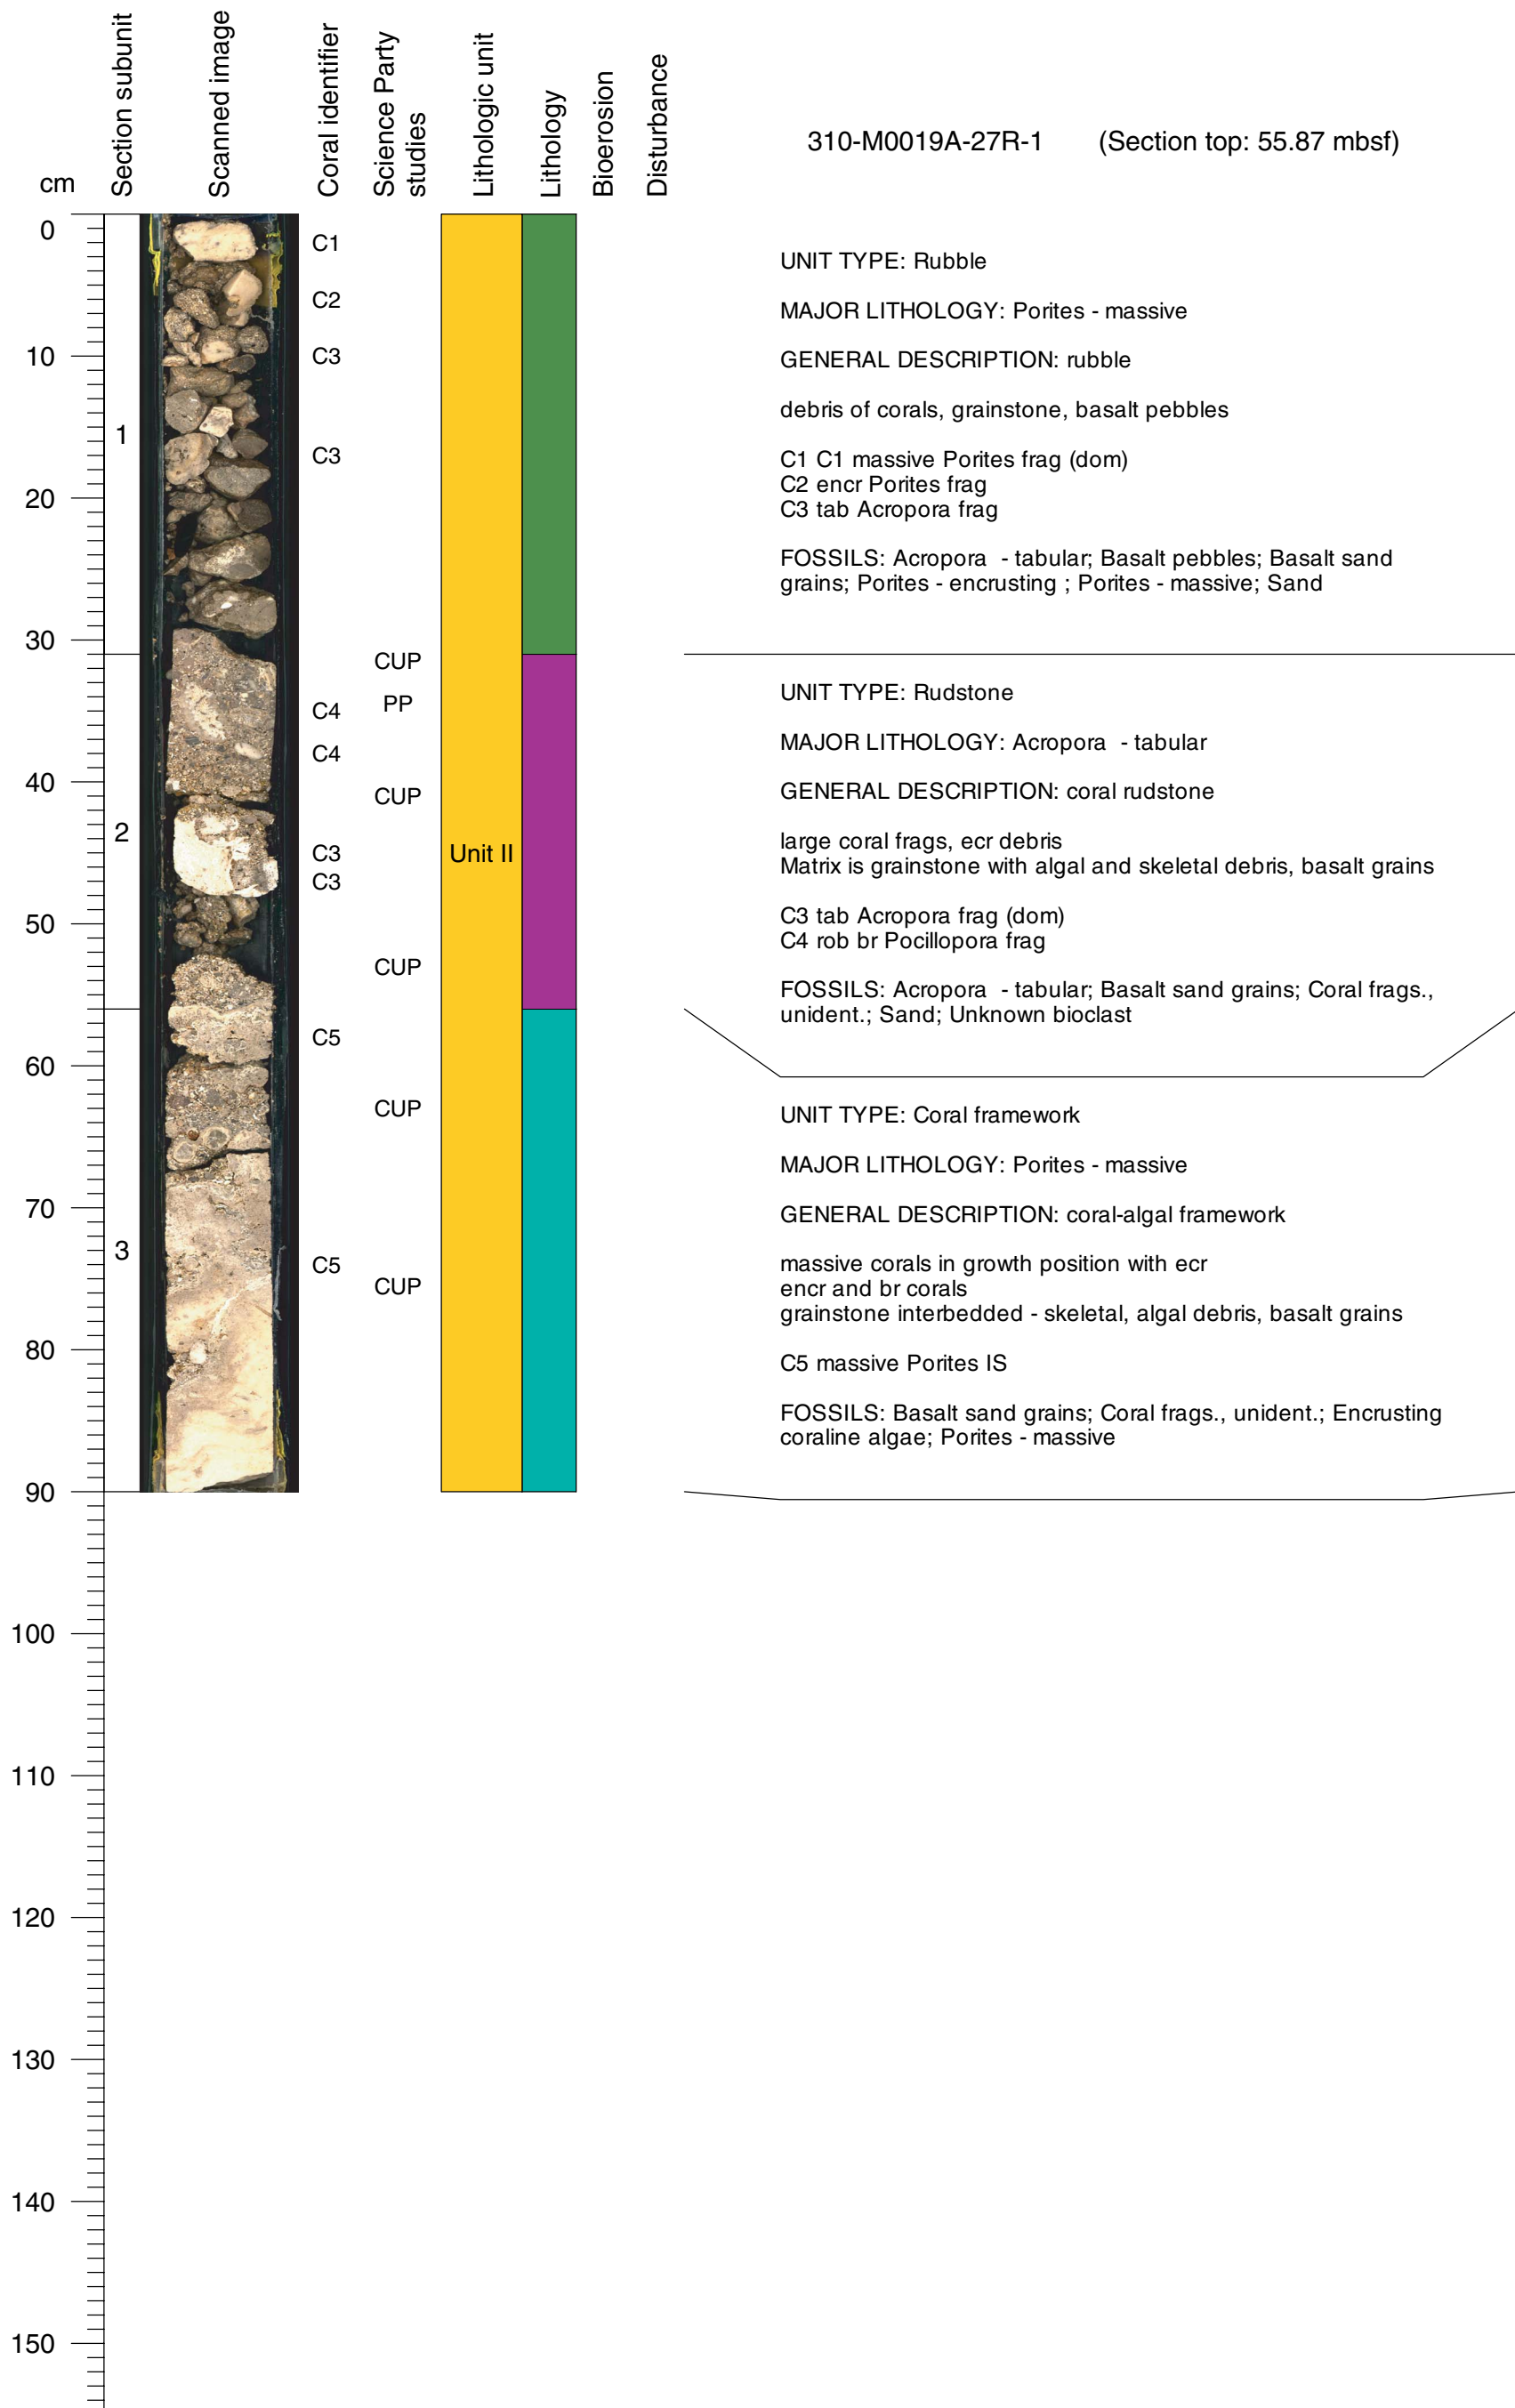 cm
Section subunit
Scanned image
Coral identifier
Science Party
studies
Lithologic unit
Lithology
Bioerosion
Disturbance
310-M0019A-27R-1 (Section top: 55.87 mbsf)
0
10
20
30
40
50
60
70
80
90
100
110
120
130
140
150
1
2
3
C1
C2
C3
C3
C4
C4
C3
C3
C5
C5
CUP
PP
CUP
CUP
CUP
CUP
Unit II
UNIT TYPE: Rubble
MAJOR LITHOLOGY: Porites - massive
GENERAL DESCRIPTION: rubble
debris of corals, grainstone, basalt pebbles
C1 C1 massive Porites frag (dom)
C2 encr Porites frag
C3 tab Acropora frag
FOSSILS: Acropora - tabular; Basalt pebbles; Basalt sand
grains; Porites - encrusting ; Porites - massive; Sand
UNIT TYPE: Rudstone
MAJOR LITHOLOGY: Acropora - tabular
GENERAL DESCRIPTION: coral rudstone
large coral frags, ecr debris
Matrix is grainstone with algal and skeletal debris, basalt grains
C3 tab Acropora frag (dom)
C4 rob br Pocillopora frag
FOSSILS: Acropora - tabular; Basalt sand grains; Coral frags.,
unident.; Sand; Unknown bioclast
UNIT TYPE: Coral framework
MAJOR LITHOLOGY: Porites - massive
GENERAL DESCRIPTION: coral-algal framework
massive corals in growth position with ecr
encr and br corals
grainstone interbedded - skeletal, algal debris, basalt grains
C5 massive Porites IS
FOSSILS: Basalt sand grains; Coral frags., unident.; Encrusting
coraline algae; Porites - massive